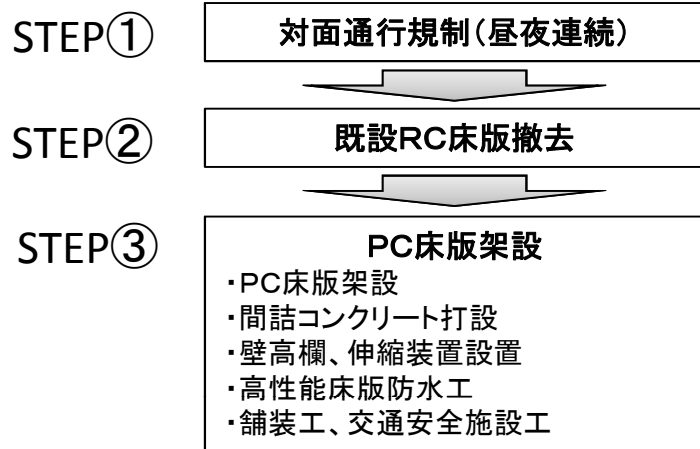 STEP①
対面通行規制(昼夜連続)
STEP②
既設RC床版撤去
STEP③
PC床版架設
・PC床版架設
・間詰コンクリート打設
・壁高欄、伸縮装置設置
・高性能床版防水工
・舗装工、交通安全施設工